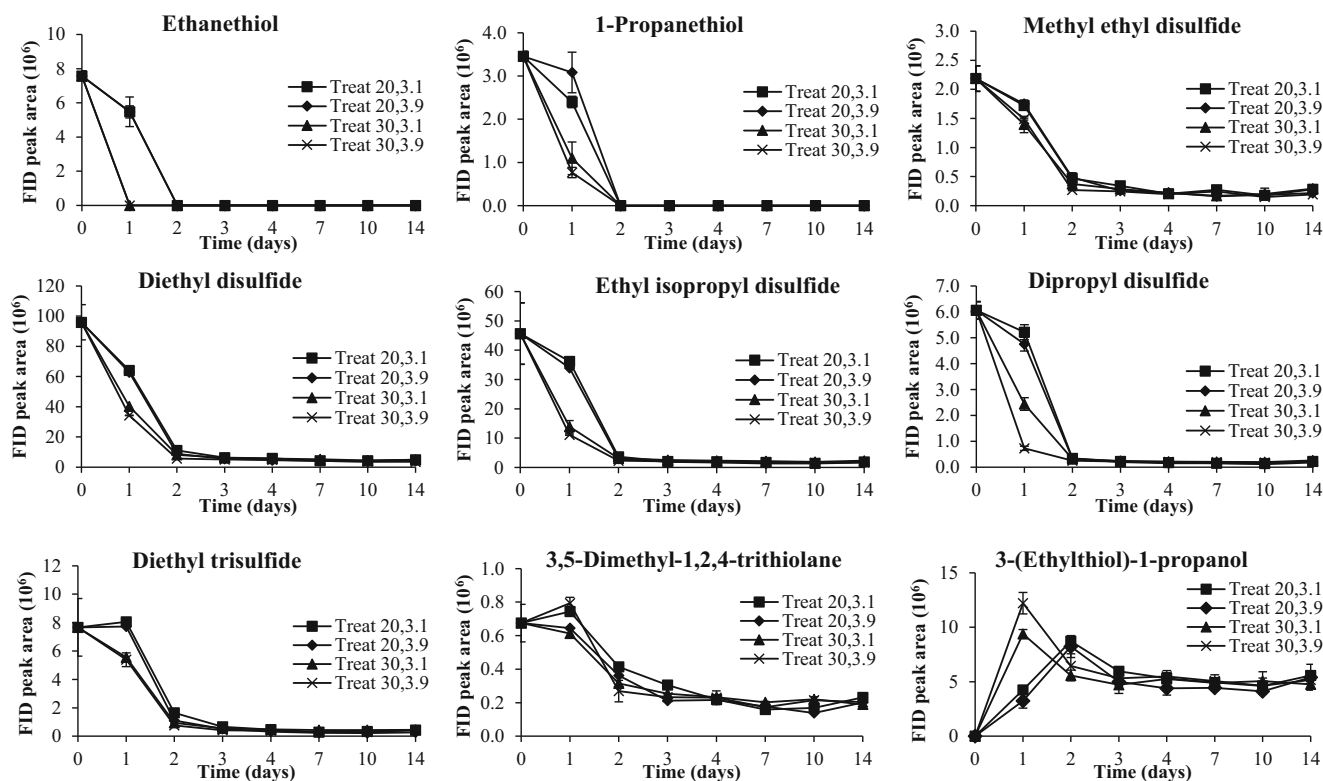 Ethanethiol
FID peak area (10⁶)
10
8
6
4
2
0
Treat 20,3.1
Treat 20,3.9
Treat 30,3.1
Treat 30,3.9
0 1 2 3 4 7 10 14
Time (days)
1-Propanethiol
FID peak area (10⁶)
4.0
3.0
2.0
1.0
0.0
Treat 20,3.1
Treat 20,3.9
Treat 30,3.1
Treat 30,3.9
0 1 2 3 4 7 10 14
Time (days)
Methyl ethyl disulfide
FID peak area (10⁶)
3.0
2.5
2.0
1.5
1.0
0.5
0.0
Treat 20,3.1
Treat 20,3.9
Treat 30,3.1
Treat 30,3.9
0 1 2 3 4 7 10 14
Time (days)
Diethyl disulfide
FID peak area (10⁶)
120
100
80
60
40
20
0
Treat 20,3.1
Treat 20,3.9
Treat 30,3.1
Treat 30,3.9
0 1 2 3 4 7 10 14
Time (days)
Ethyl isopropyl disulfide
FID peak area (10⁶)
60
50
40
30
20
10
0
Treat 20,3.1
Treat 20,3.9
Treat 30,3.1
Treat 30,3.9
0 1 2 3 4 7 10 14
Time (days)
Dipropyl disulfide
FID peak area (10⁶)
7.0
6.0
5.0
4.0
3.0
2.0
1.0
0.0
Treat 20,3.1
Treat 20,3.9
Treat 30,3.1
Treat 30,3.9
0 1 2 3 4 7 10 14
Time (days)
Diethyl trisulfide
FID peak area (10⁶)
12
10
8
6
4
2
0
Treat 20,3.1
Treat 20,3.9
Treat 30,3.1
Treat 30,3.9
0 1 2 3 4 7 10 14
Time (days)
3,5-Dimethyl-1,2,4-trithiolane
FID peak area (10⁶)
1.0
0.8
0.6
0.4
0.2
0.0
Treat 20,3.1
Treat 20,3.9
Treat 30,3.1
Treat 30,3.9
0 1 2 3 4 7 10 14
Time (days)
3-(Ethylthiol)-1-propanol
FID peak area (10⁶)
15
10
5
0
Treat 20,3.1
Treat 20,3.9
Treat 30,3.1
Treat 30,3.9
0 1 2 3 4 7 10 14
Time (days)